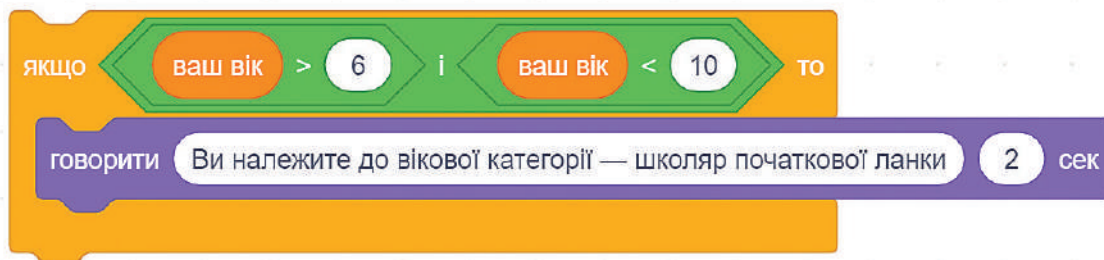 якщо ваш вік > 6 і ваш вік < 10 то
говорити Ви належите до вікової категорії — школяр початкової ланки 2 сек